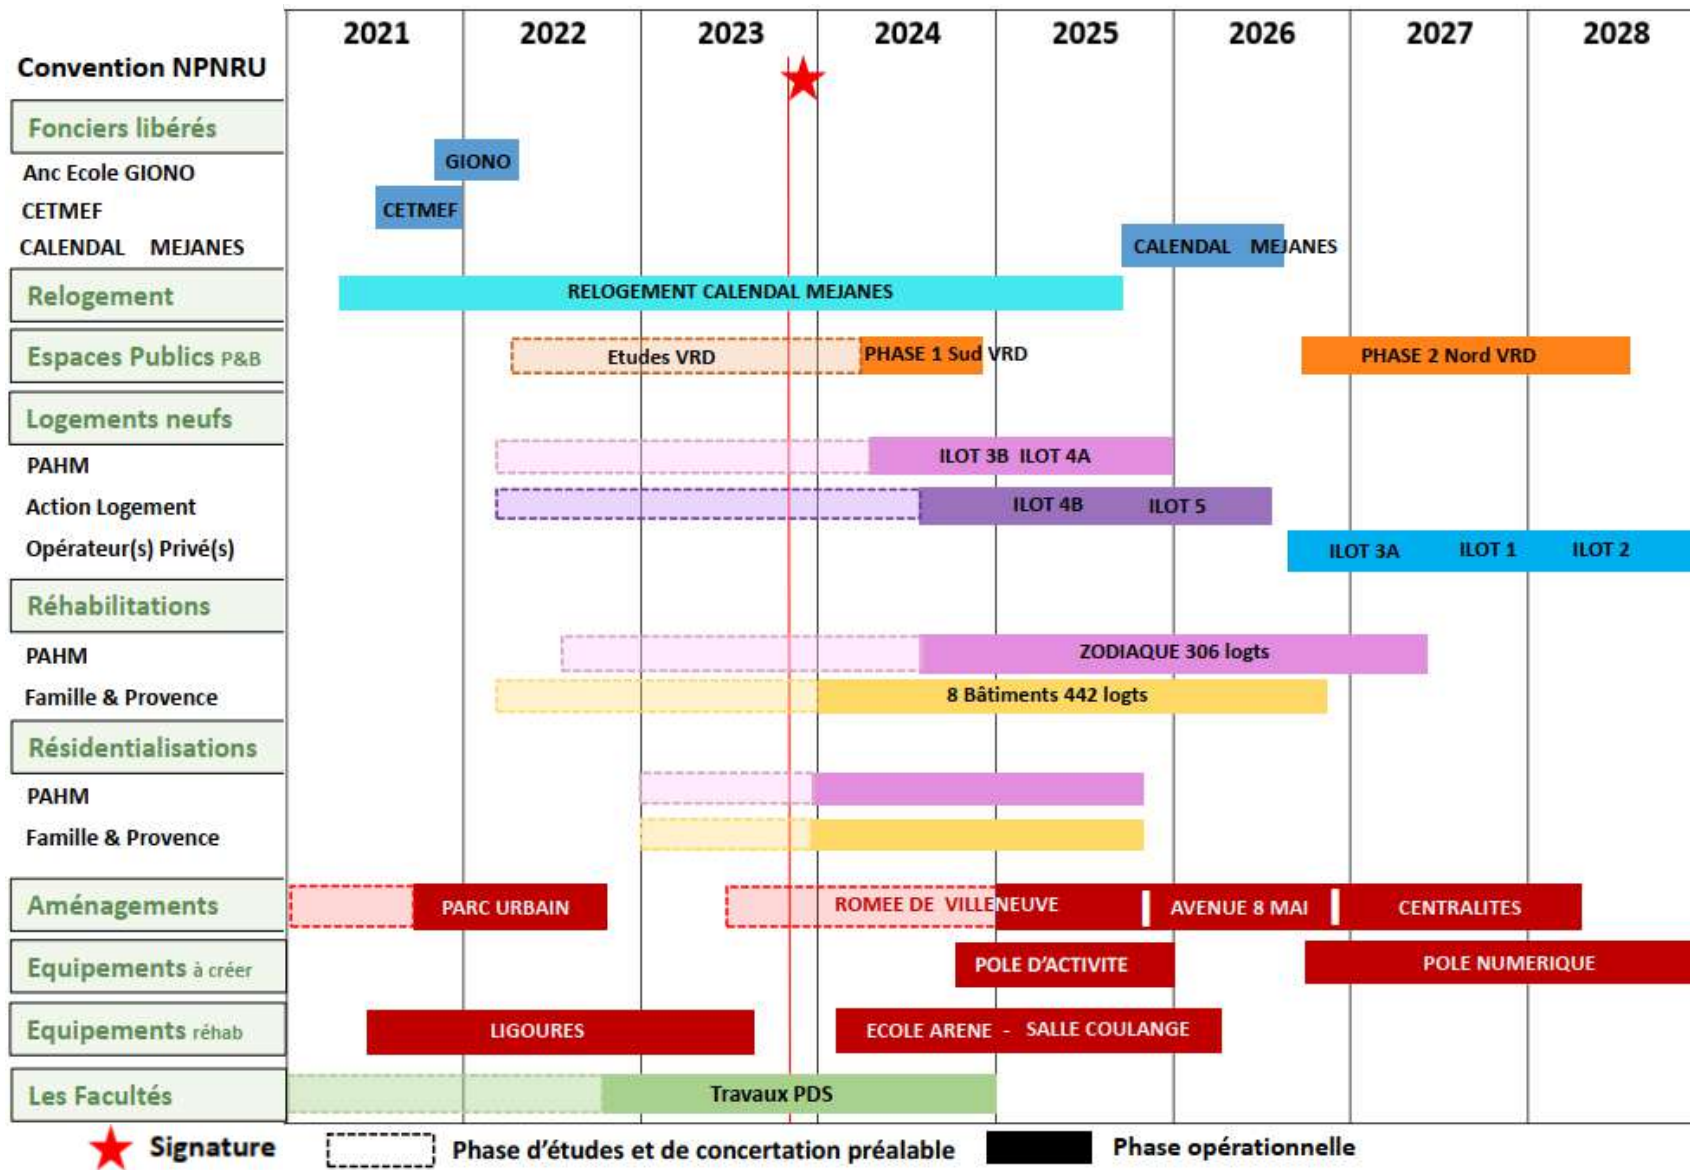 2021 2022 2023 2024 2025 2026 2027 2028
Convention NPNRU
Fonciers libérés
Anc Ecole GIONO
GIONO
CETMEF
CETMEF
CALENDAL MEJANES
CALENDAL MEJANES
Relogement
RELOGEMENT CALENDAL MEJANES
Espaces Publics P&B
Etudes VRD
PHASE 1 Sud VRD
PHASE 2 Nord VRD
Logements neufs
PAHM
ILOT 3B ILOT 4A
Action Logement
ILOT 4B ILOT 5
Opérateur(s) Privé(s)
ILOT 3A ILOT 1 ILOT 2
Réhabilitations
PAHM
ZODIAQUE 306 logts
Famille & Provence
8 Bâtiments 442 logts
Résidentialisations
PAHM
Famille & Provence
Aménagements
PARC URBAIN
ROMEE DE VILLENEUVE
AVENUE 8 MAI
CENTRALITES
Equipements à créer
POLE D'ACTIVITE
POLE NUMERIQUE
Equipements réhab
LIGOURES
ECOLE ARENE - SALLE COULANGE
Les Facultés
Travaux PDS
Signature
Phase d'études et de concertation préalable
Phase opérationnelle